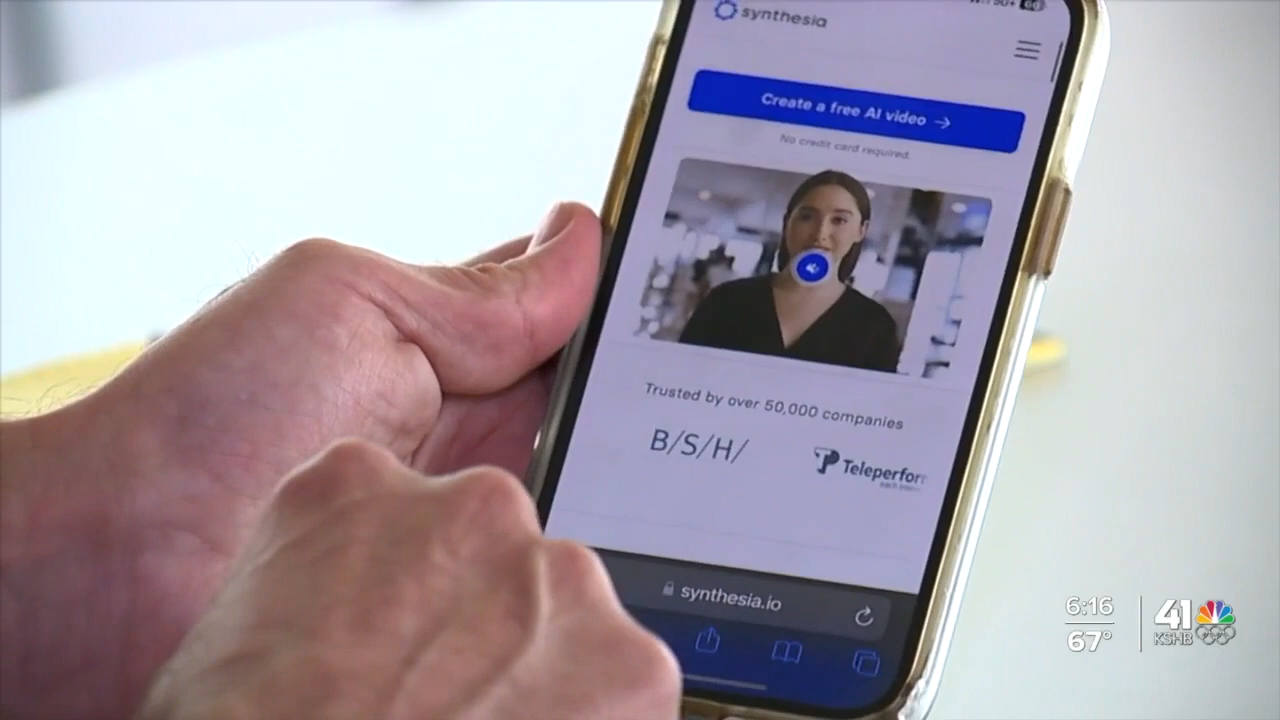 synthesia
Create a free AI video →
No credit card required.
Trusted by over 50,000 companies
B/S/H/
Teleperfor
synthesia.io
6:16
67°
41
KSHB